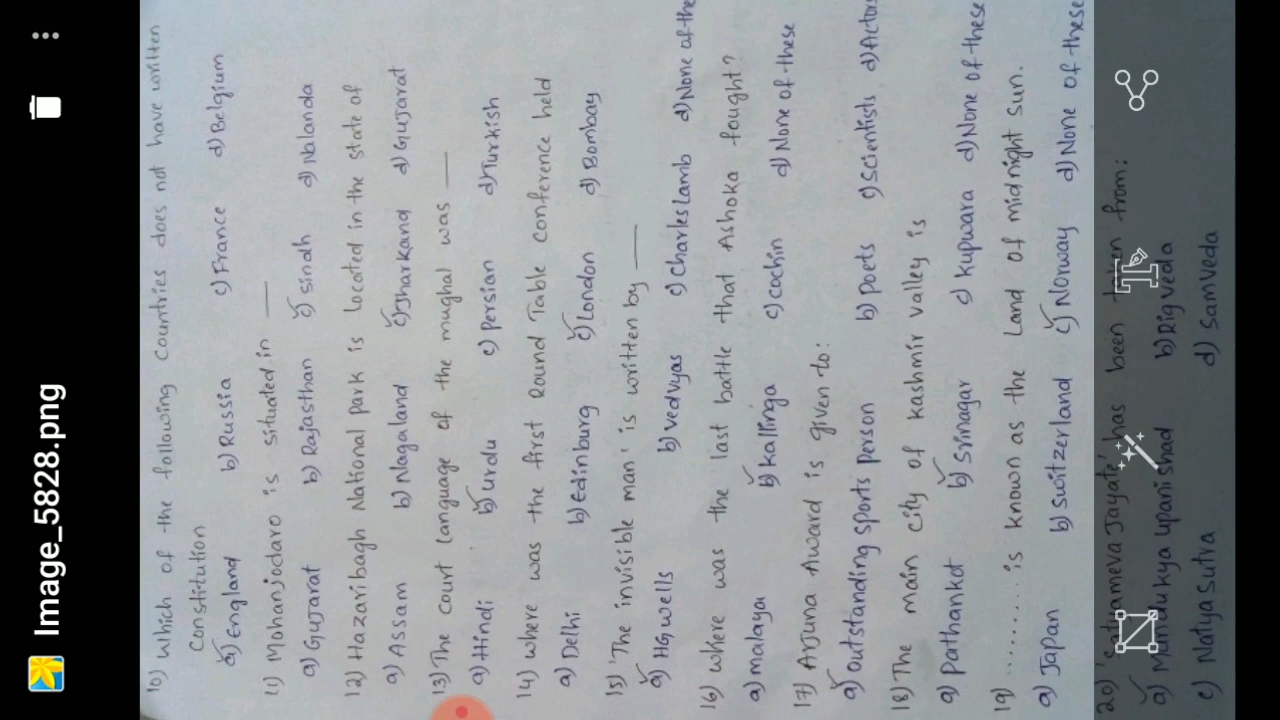 Image_5828.png
10) Which of the following countries does not have written
constitution
a) England b) Russia c) France d) Belgium
11) Mohanjodaro is situated in ___
a) Gujarat b) Rajasthan c) Sindh d) Nalanda
12) Hazaribagh National park is Located in the state of
a) Assam b) Nagaland c) Jharkand d) Gujarat
13) The court language of the mughal was ___
a) Hindi b) urdu c) Persian d) Turkish
14) where was the first Round Table Conference held
a) Delhi b) Edinburg c) London d) Bombay
15) 'The invisible man' is written by ___
a) HG wells b) vedvyas c) Charles Lamb d) None of the
16) where was the last battle that Ashoka fought?
a) malaya b) kallinga c) cochin d) None of these
17) Arjuna Award is given to:
a) Outstanding sports person b) Poets c) Scientists d) Actors
18) The main city of kashmir valley is
a) Pathankot b) Srinagar c) kupwara d) None of these
19) ......... is known as the Land of midnight sun.
a) Japan b) switzerland c) Norway d) None of these
20) 'Satyameva Jayate' has been taken from:
a) Mandukya upanishad b) Rigveda
c) Natyasutra d) Samveda